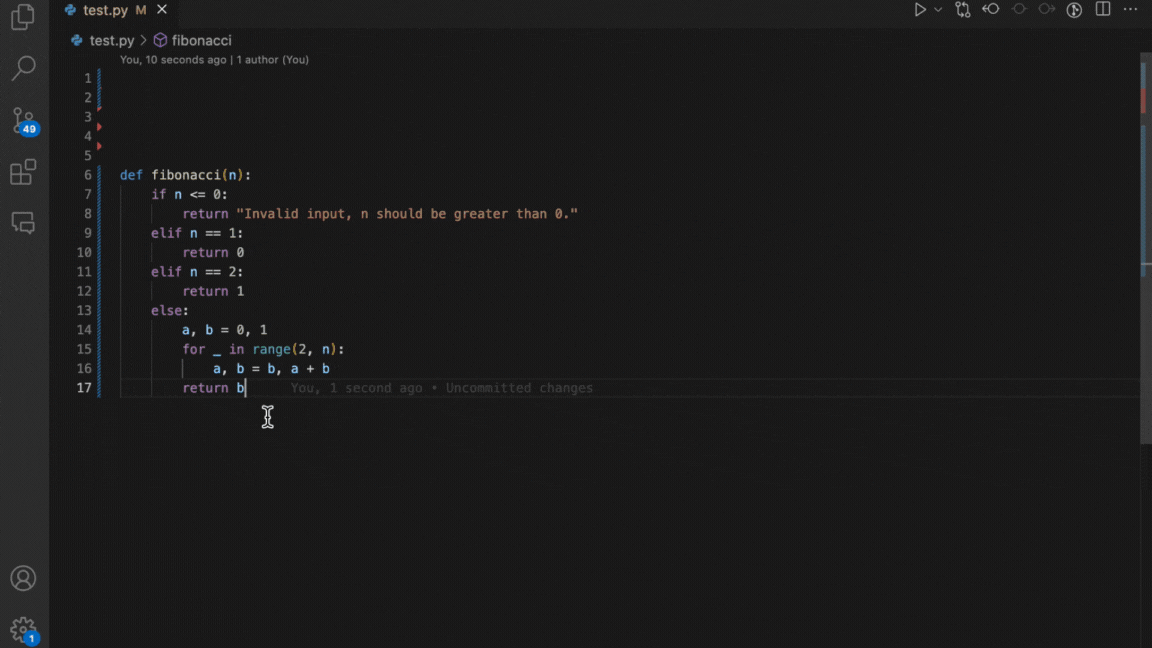 test.py M
test.py > fibonacci
You, 10 seconds ago | 1 author (You)
1
2
3
4
5
6 def fibonacci(n):
7 if n <= 0:
8 return "Invalid input, n should be greater than 0."
9 elif n == 1:
10 return 0
11 elif n == 2:
12 return 1
13 else:
14 a, b = 0, 1
15 for _ in range(2, n):
16 a, b = b, a + b
17 return b You, 1 second ago • Uncommitted changes
49
1